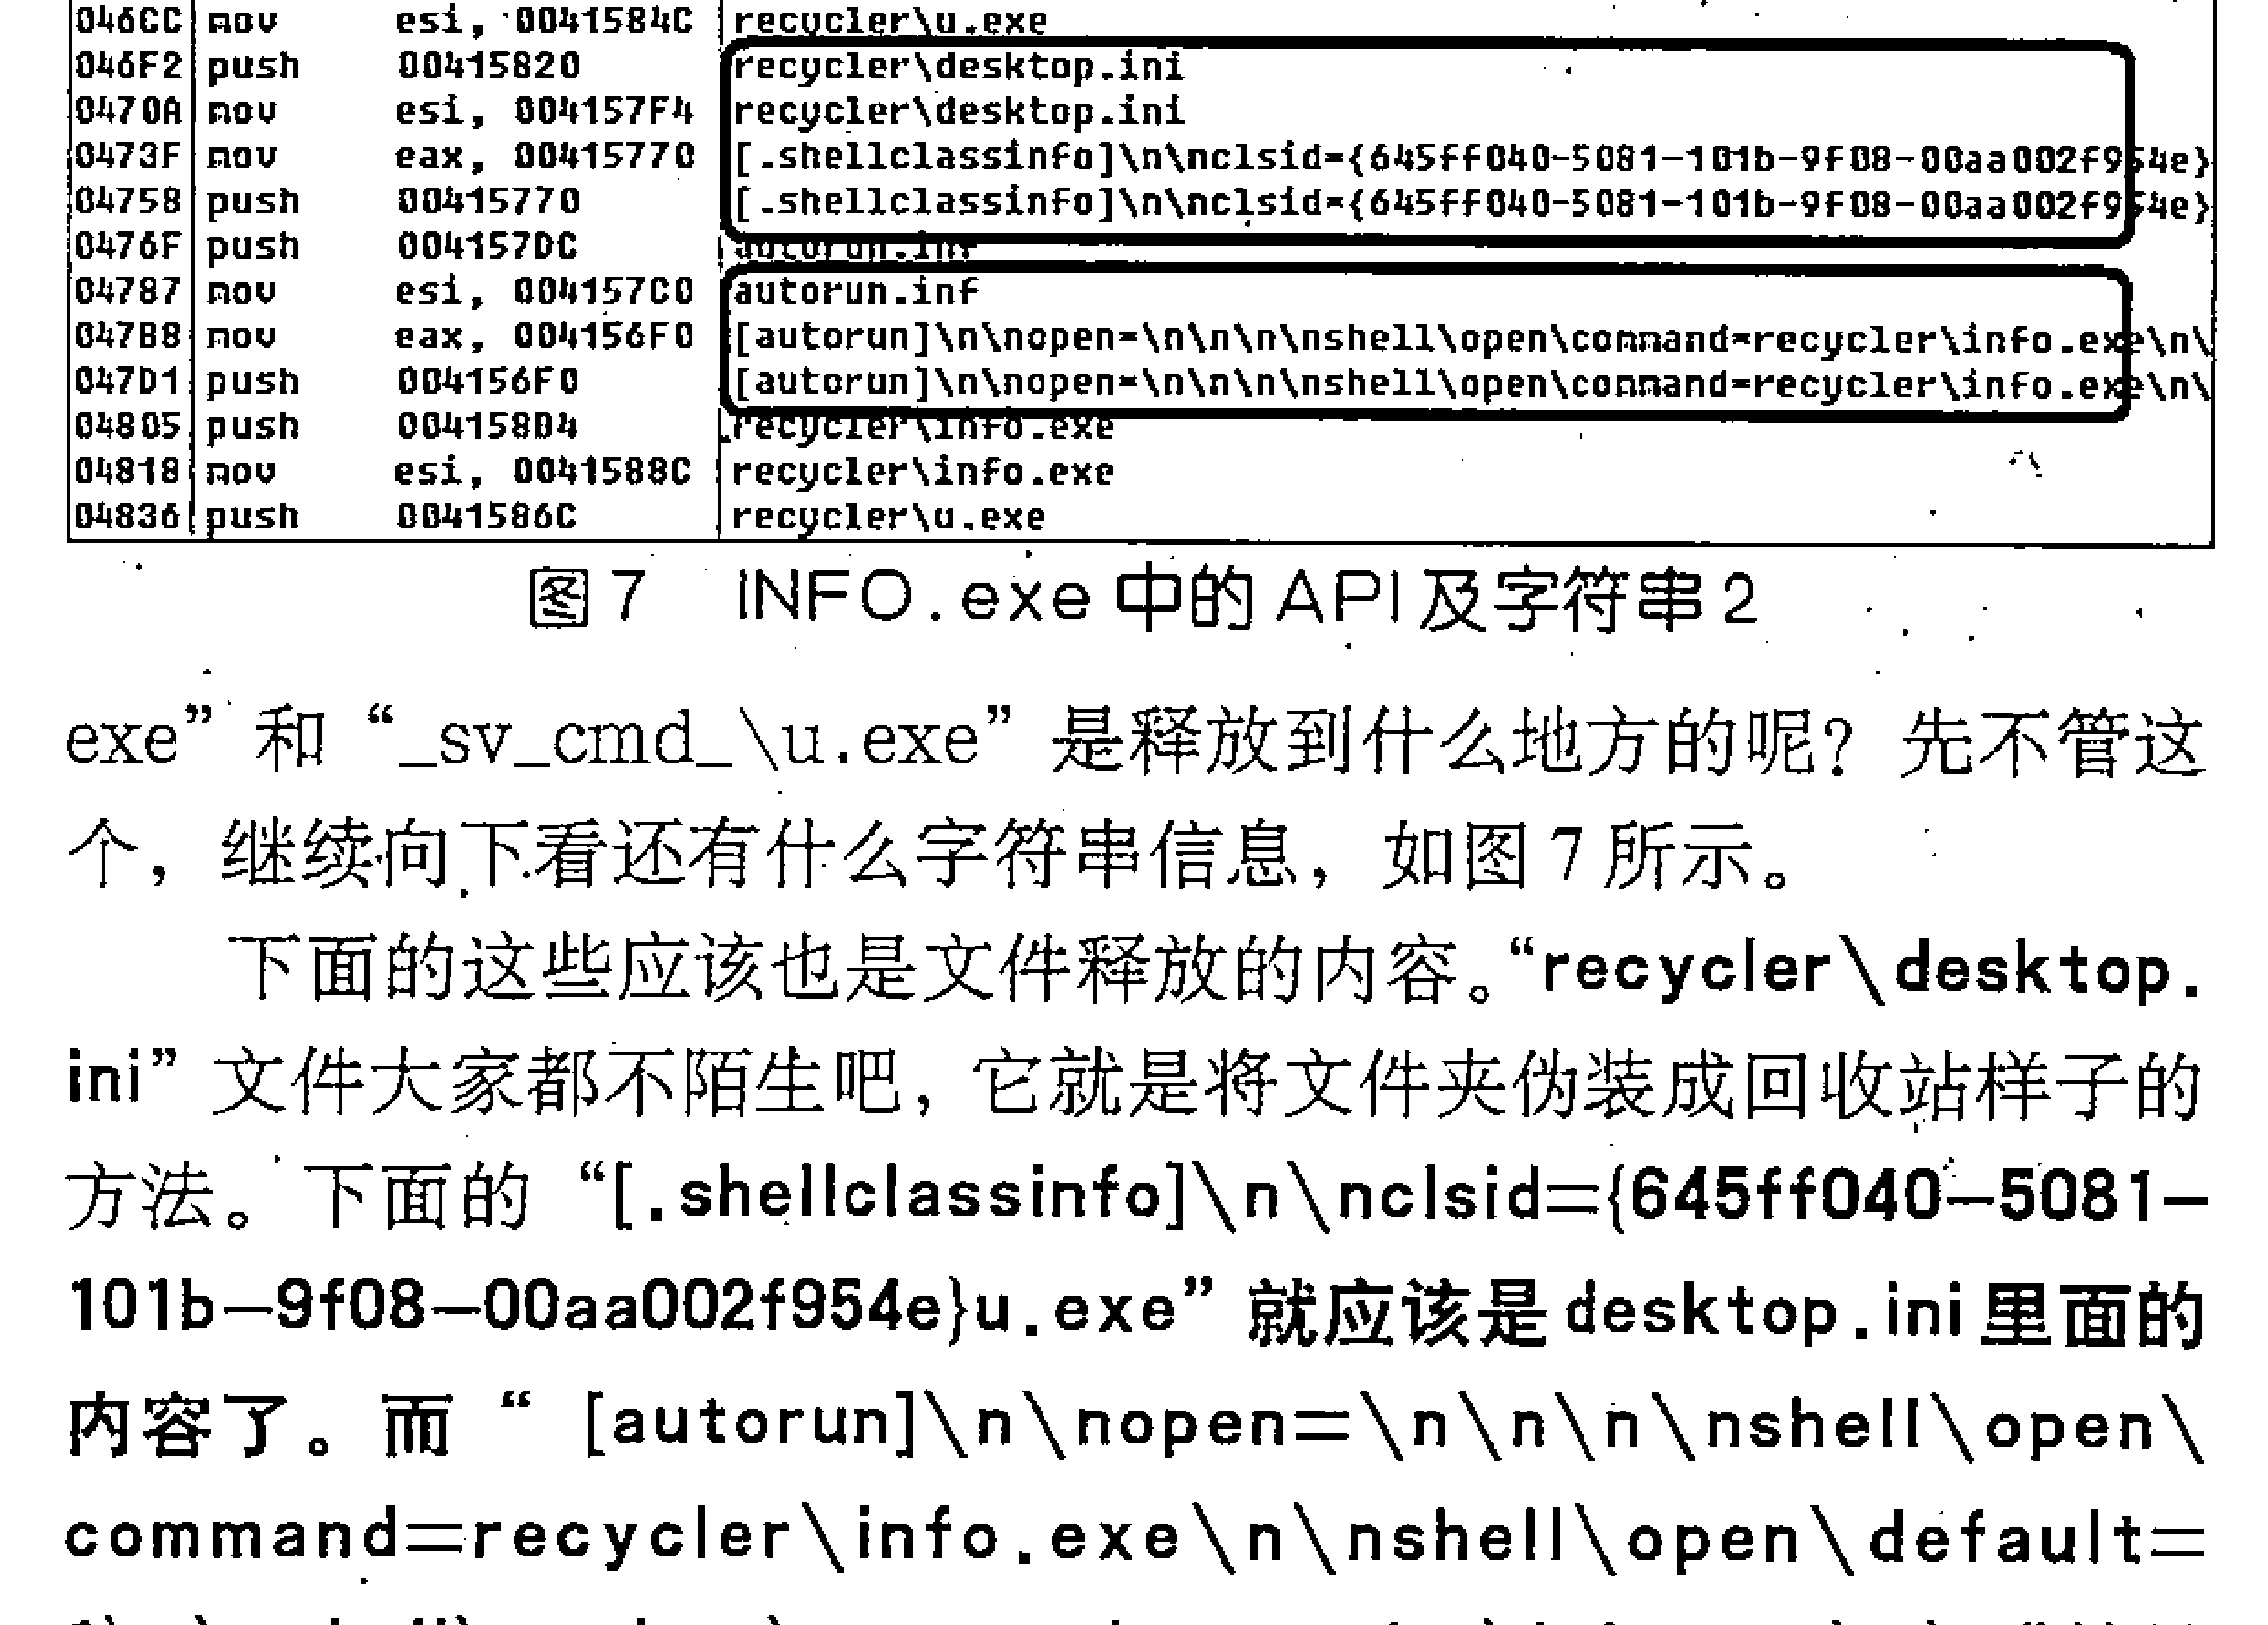 046CC mov esi, 0041584C recycler\u.exe
046F2 push 00415820 recycler\desktop.ini
0470A mov esi, 004157F4 recycler\desktop.ini
0473F mov eax, 00415770 [.shellclassinfo]\n\nclsid={645ff040-5081-101b-9f08-00aa002f954e}
04758 push 00415770 [.shellclassinfo]\n\nclsid={645ff040-5081-101b-9f08-00aa002f954e}
0476F push 004157DC autorun.inf
04787 mov esi, 004157C0 autorun.inf
047B8 mov eax, 004156F0 [autorun]\n\nopen=\n\n\n\nshell\open\command=recycler\info.exe\n\
047D1 push 004156F0 [autorun]\n\nopen=\n\n\n\nshell\open\command=recycler\info.exe\n\
04805 push 004158B4 recycler\info.exe
04818 mov esi, 0041588C recycler\info.exe
04836 push 0041586C recycler\u.exe
图7 INFO.exe中的API及字符串2
exe”和“_sv_cmd_\u.exe”是释放到什么地方的呢？先不管这
个，继续向下看还有什么字符串信息，如图7所示。
下面的这些应该也是文件释放的内容。“recycler\desktop.
ini”文件大家都不陌生吧，它就是将文件夹伪装成回收站样子的
方法。下面的“[.shellclassinfo]\n\nclsid={645ff040-5081-
101b-9f08-00aa002f954e}u.exe”就应该是desktop.ini里面的
内容了。而“ [autorun]\n\nopen=\n\n\n\nshell\open\
command=recycler\info.exe\n\nshell\open\default=